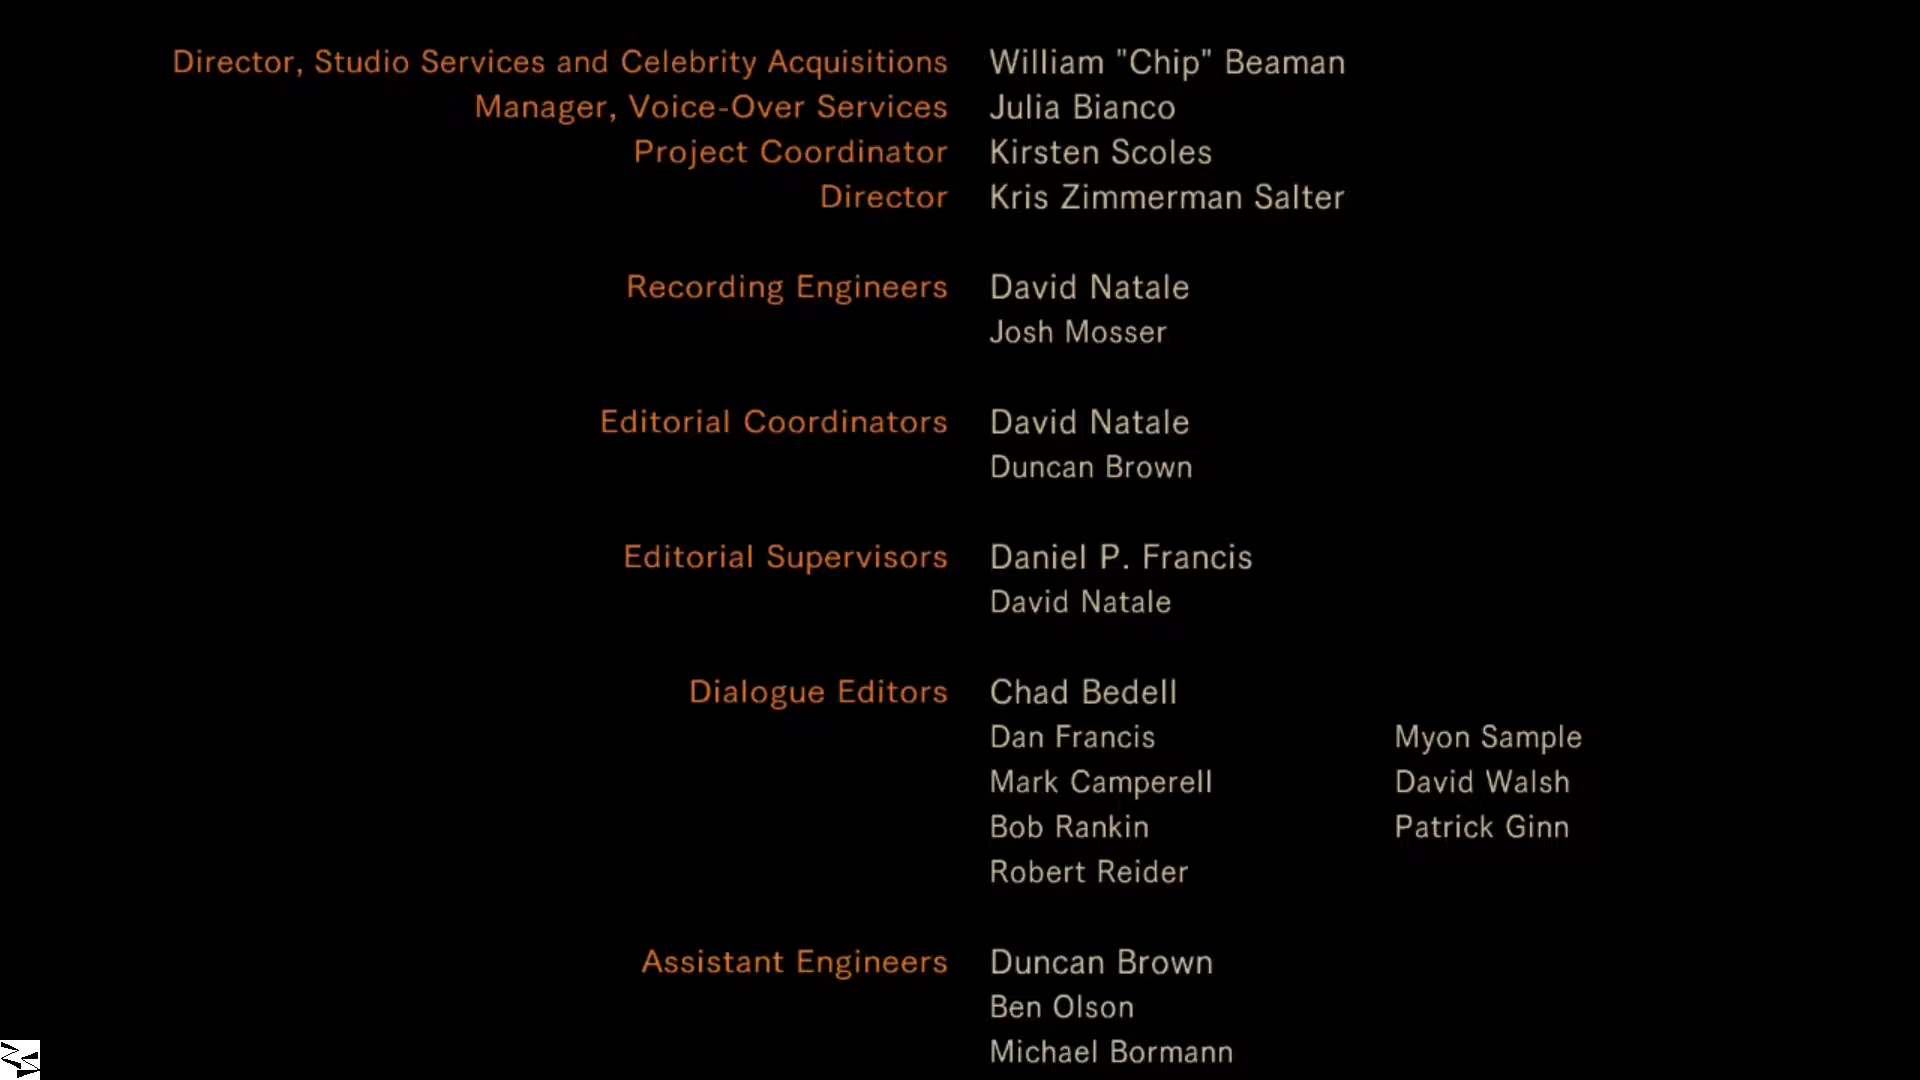 Director, Studio Services and Celebrity Acquisitions William "Chip" Beaman
Manager, Voice-Over Services Julia Bianco
Project Coordinator Kirsten Scoles
Director Kris Zimmerman Salter
Recording Engineers David Natale
Josh Mosser
Editorial Coordinators David Natale
Duncan Brown
Editorial Supervisors Daniel P. Francis
David Natale
Dialogue Editors Chad Bedell
Dan Francis Myon Sample
Mark Camperell David Walsh
Bob Rankin Patrick Ginn
Robert Reider
Assistant Engineers Duncan Brown
Ben Olson
Michael Bormann